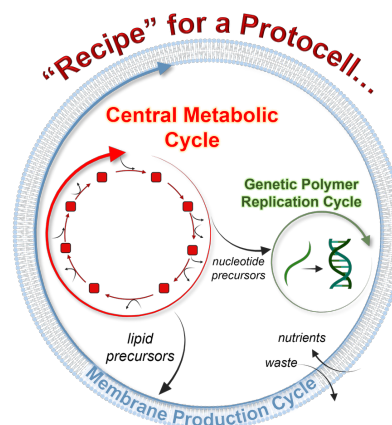 “Recipe” for a Protocell...
Central Metabolic
Cycle
Genetic Polymer
Replication Cycle
nucleotide
precursors
lipid
precursors
nutrients
waste
Membrane Production Cycle